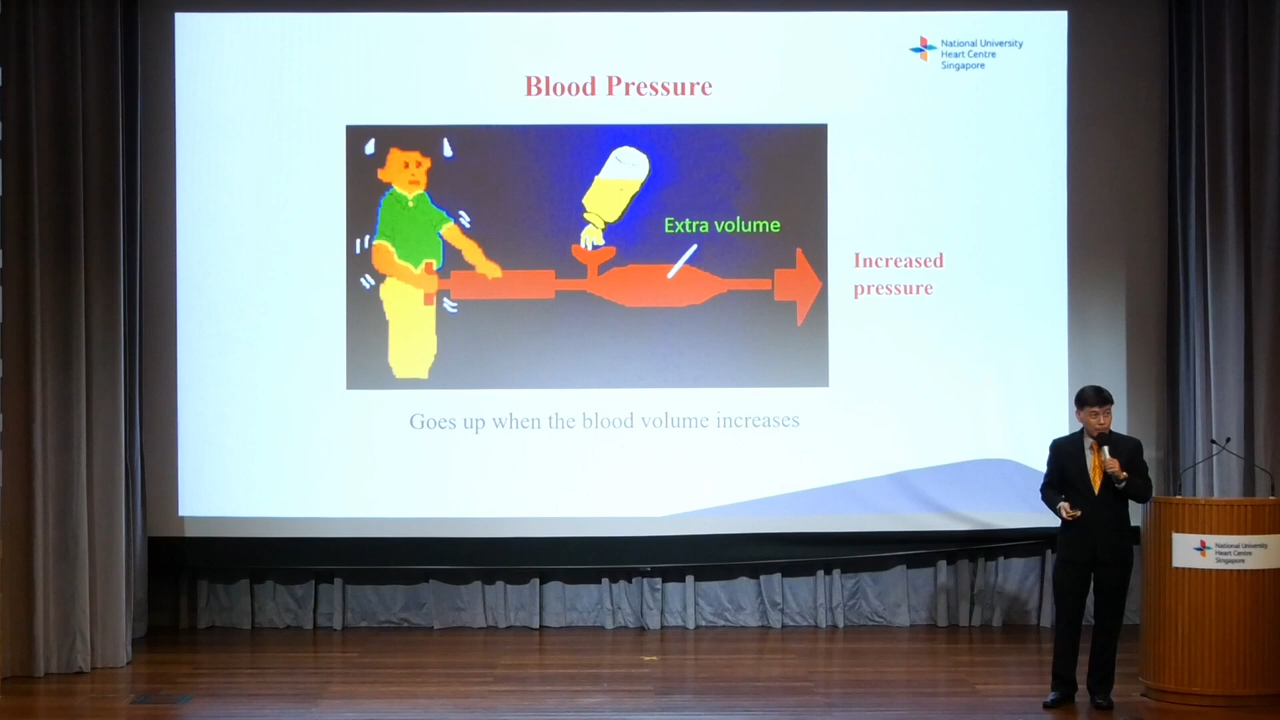 National University
Heart Centre
Singapore
Blood Pressure
Extra volume
Increased
pressure
Goes up when the blood volume increases
National University
Heart Centre
Singapore